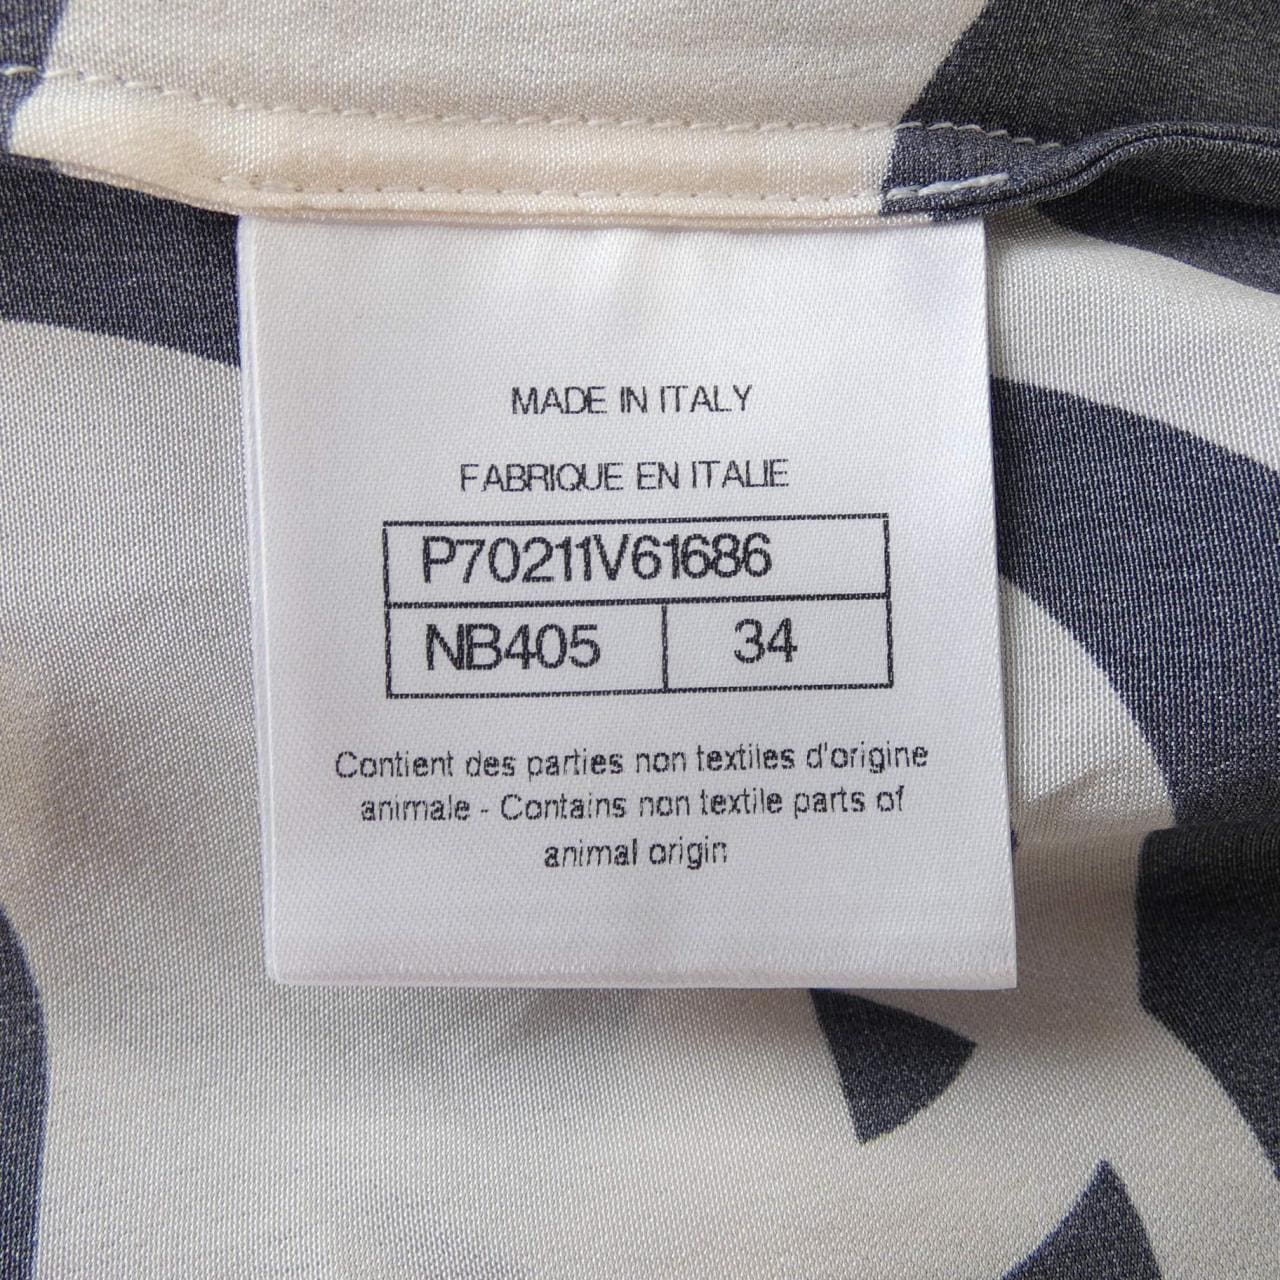 MADE IN ITALY
FABRIQUE EN ITALIE
P70211V61686
NB405 34
Contient des parties non textiles d'origine
animale - Contains non textile parts of
animal origin